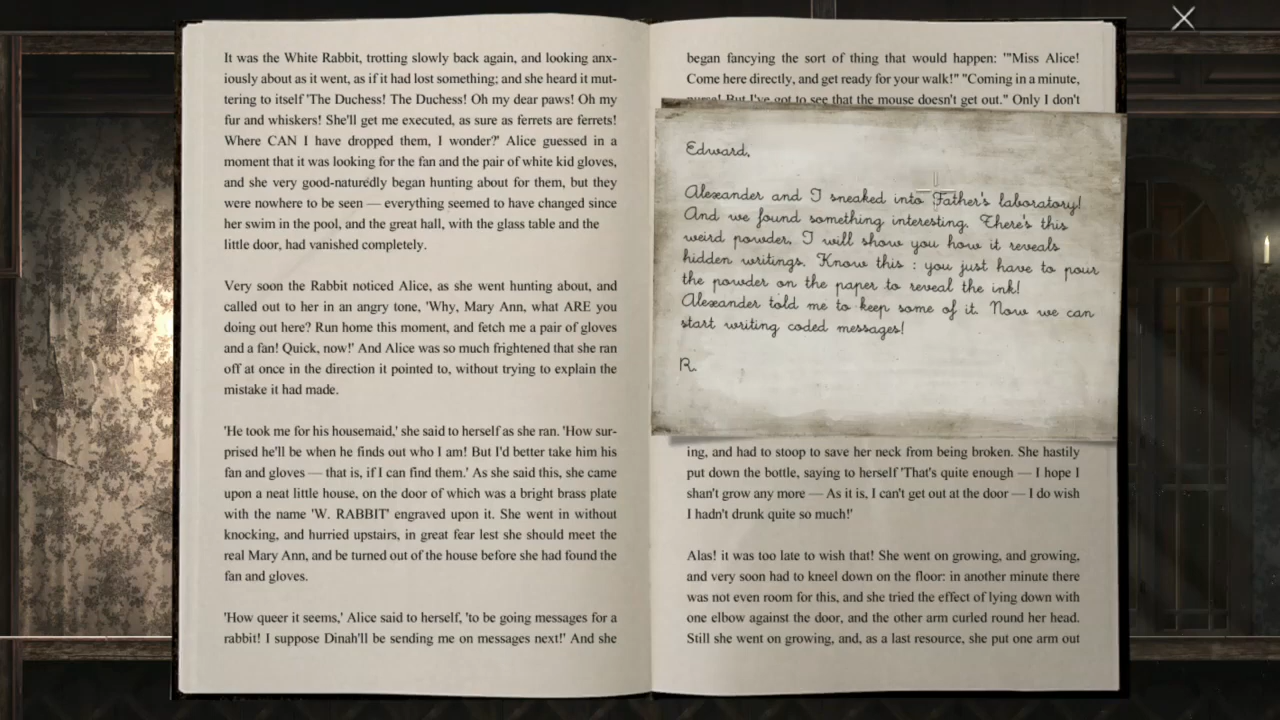 It was the White Rabbit, trotting slowly back again, and looking anx-
iously about as it went, as if it had lost something; and she heard it mut-
tering to itself 'The Duchess! The Duchess! Oh my dear paws! Oh my
fur and whiskers! She'll get me executed, as sure as ferrets are ferrets!
Where CAN I have dropped them, I wonder?' Alice guessed in a
moment that it was looking for the fan and the pair of white kid gloves,
and she very good-naturedly began hunting about for them, but they
were nowhere to be seen — everything seemed to have changed since
her swim in the pool, and the great hall, with the glass table and the
little door, had vanished completely.
Very soon the Rabbit noticed Alice, as she went hunting about, and
called out to her in an angry tone, 'Why, Mary Ann, what ARE you
doing out here? Run home this moment, and fetch me a pair of gloves
and a fan! Quick, now!' And Alice was so much frightened that she ran
off at once in the direction it pointed to, without trying to explain the
mistake it had made.
'He took me for his housemaid,' she said to herself as she ran. 'How sur-
prised he'll be when he finds out who I am! But I'd better take him his
fan and gloves — that is, if I can find them.' As she said this, she came
upon a neat little house, on the door of which was a bright brass plate
with the name 'W. RABBIT' engraved upon it. She went in without
knocking, and hurried upstairs, in great fear lest she should meet the
real Mary Ann, and be turned out of the house before she had found the
fan and gloves.
'How queer it seems,' Alice said to herself, 'to be going messages for a
rabbit! I suppose Dinah'll be sending me on messages next!' And she
began fancying the sort of thing that would happen: '"Miss Alice!
Come here directly, and get ready for your walk!" "Coming in a minute,
nurse! But I've got to see that the mouse doesn't get out." Only I don't
Edward,
Alexander and I sneaked into Father's laboratory!
And we found something interesting. There's this
weird powder. I will show you how it reveals
hidden writings. Know this : you just have to pour
the powder on the paper to reveal the ink!
Alexander told me to keep some of it. Now we can
start writing coded messages!
R.
ing, and had to stoop to save her neck from being broken. She hastily
put down the bottle, saying to herself 'That's quite enough — I hope I
shan't grow any more — As it is, I can't get out at the door — I do wish
I hadn't drunk quite so much!'
Alas! it was too late to wish that! She went on growing, and growing,
and very soon had to kneel down on the floor: in another minute there
was not even room for this, and she tried the effect of lying down with
one elbow against the door, and the other arm curled round her head.
Still she went on growing, and, as a last resource, she put one arm out